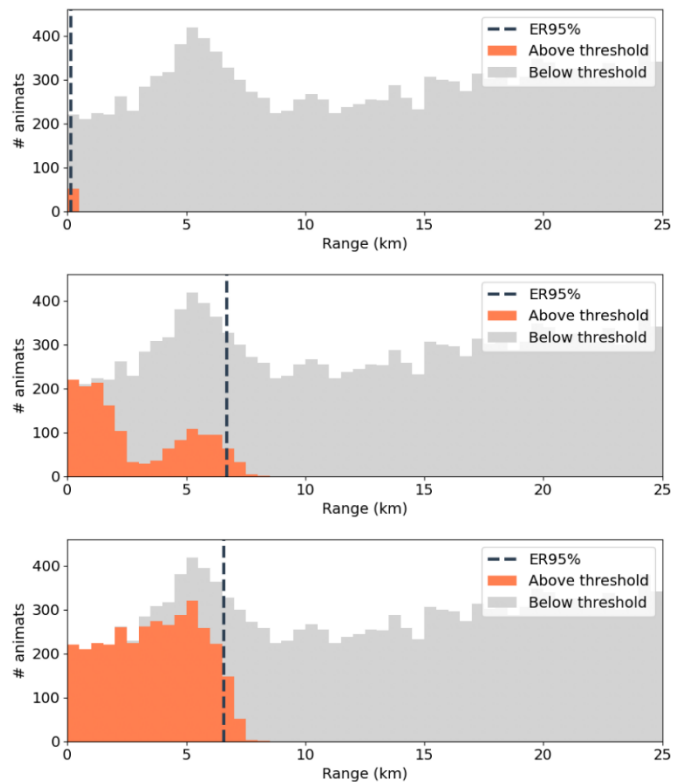 400
300
200
100
0
# animats
ER95%
Above threshold
Below threshold
0 5 10 15 20 25
Range (km)
400
300
200
100
0
# animats
ER95%
Above threshold
Below threshold
0 5 10 15 20 25
Range (km)
400
300
200
100
0
# animats
ER95%
Above threshold
Below threshold
0 5 10 15 20 25
Range (km)